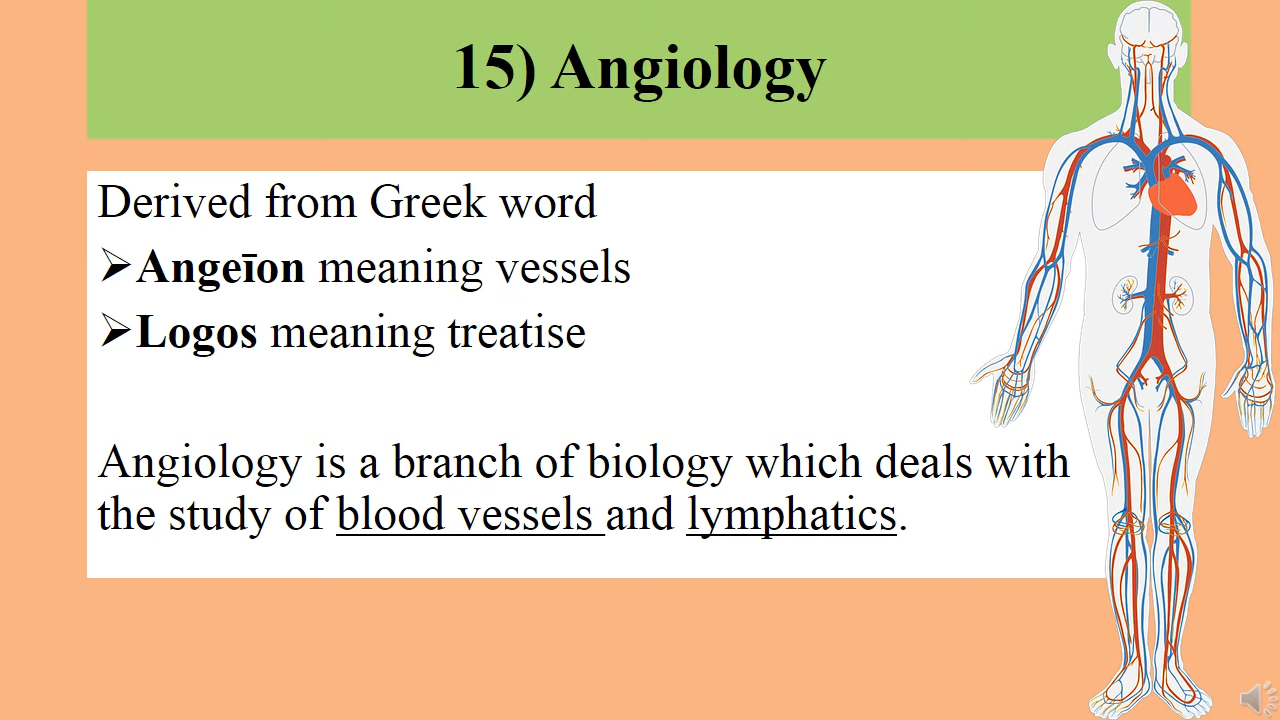 15) Angiology
Derived from Greek word
➢Angeīon meaning vessels
➢Logos meaning treatise
Angiology is a branch of biology which deals with
the study of blood vessels and lymphatics.